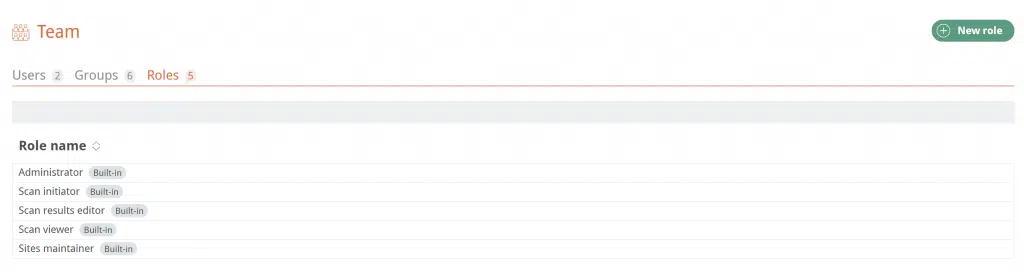 Team
New role
Users 2 Groups 6 Roles 5
Role name
Administrator Built-in
Scan initiator Built-in
Scan results editor Built-in
Scan viewer Built-in
Sites maintainer Built-in